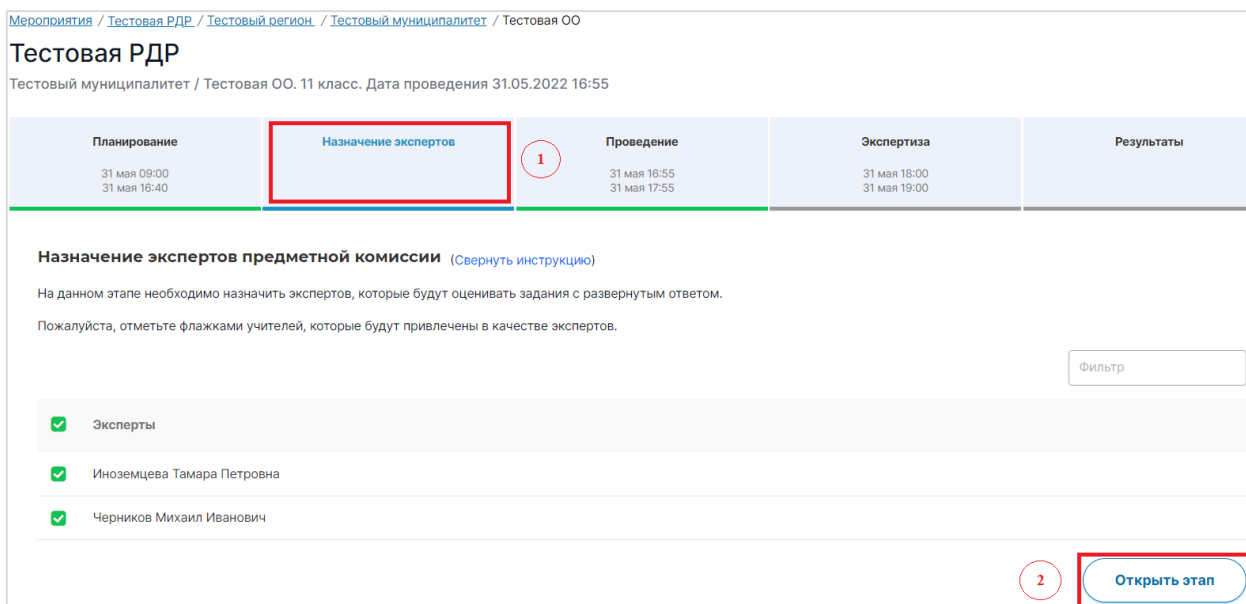 Мероприятия / Тестовая РДР / Тестовый регион / Тестовый муниципалитет / Тестовая ОО
Тестовая РДР
Тестовый муниципалитет / Тестовая ОО. 11 класс. Дата проведения 31.05.2022 16:55
Планирование
31 мая 09:00
31 мая 16:40
Назначение экспертов
1
Проведение
31 мая 16:55
31 мая 17:55
Экспертиза
31 мая 18:00
31 мая 19:00
Результаты
Назначение экспертов предметной комиссии (Свернуть инструкцию)
На данном этапе необходимо назначить экспертов, которые будут оценивать задания с развернутым ответом.
Пожалуйста, отметьте флажками учителей, которые будут привлечены в качестве экспертов.
Фильтр
Эксперты
Иноземцева Тамара Петровна
Черников Михаил Иванович
2
Открыть этап